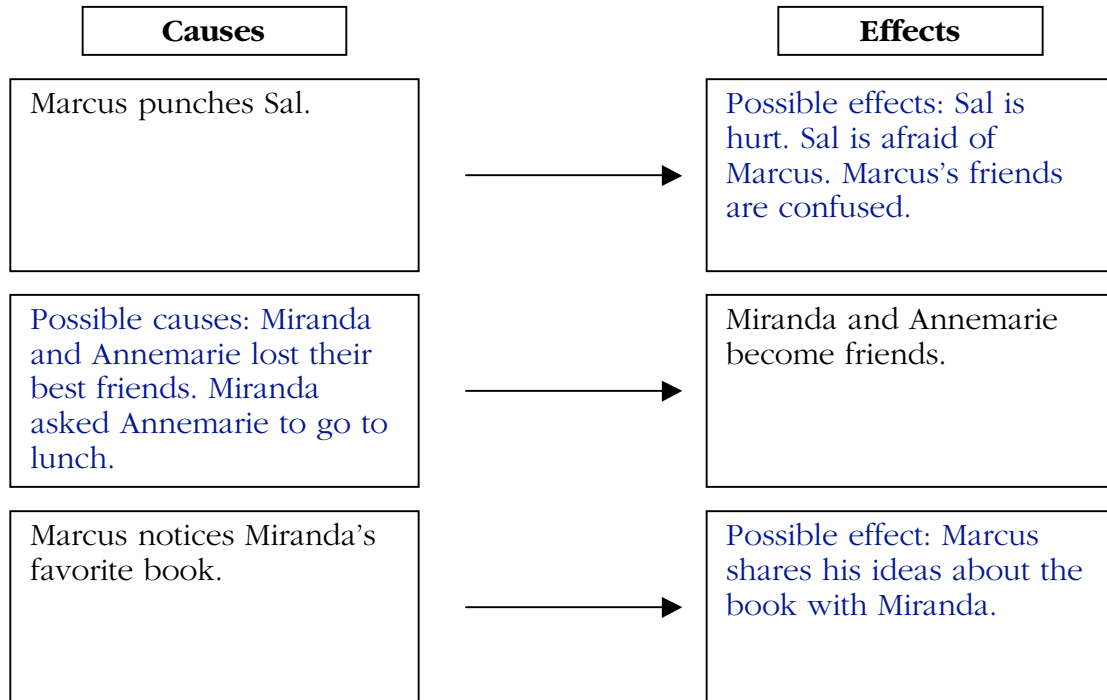 Causes
Effects
Marcus punches Sal.
Possible effects: Sal is
hurt. Sal is afraid of
Marcus. Marcus’s friends
are confused.
Possible causes: Miranda
and Annemarie lost their
best friends. Miranda
asked Annemarie to go to
lunch.
Miranda and Annemarie
become friends.
Marcus notices Miranda’s
favorite book.
Possible effect: Marcus
shares his ideas about the
book with Miranda.